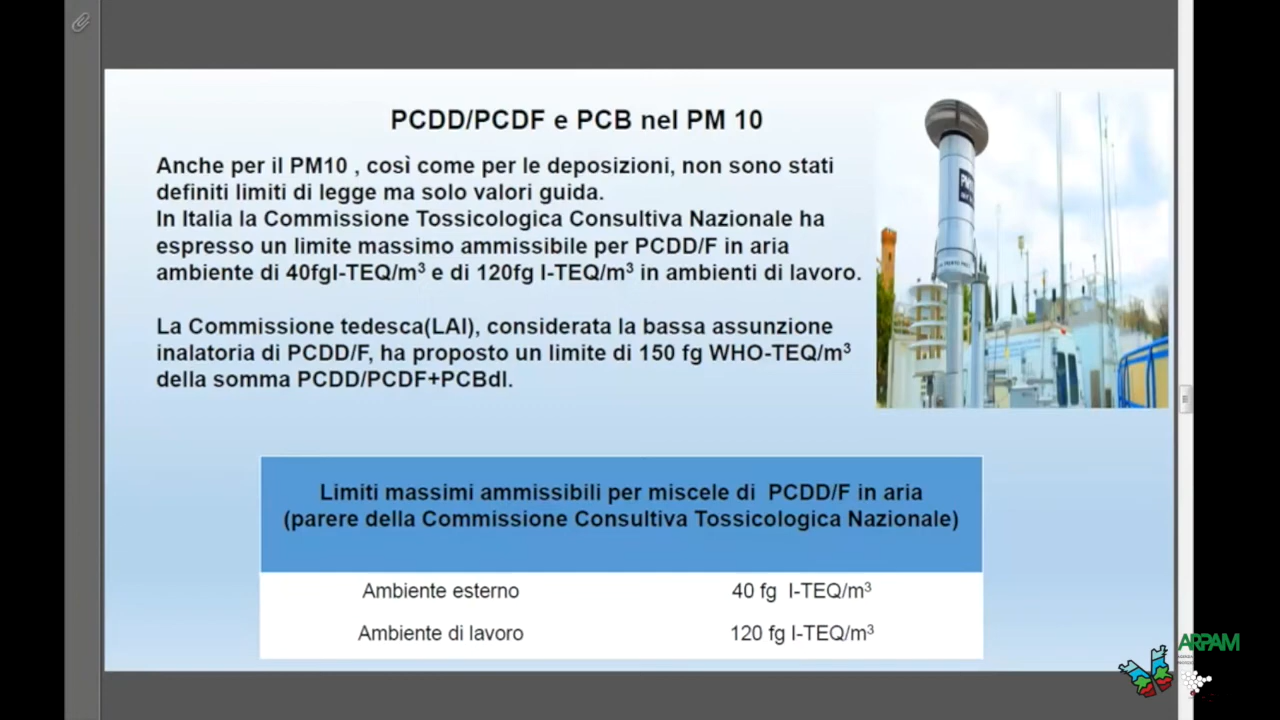 PCDD/PCDF e PCB nel PM 10
Anche per il PM10 , così come per le deposizioni, non sono stati
definiti limiti di legge ma solo valori guida.
In Italia la Commissione Tossicologica Consultiva Nazionale ha
espresso un limite massimo ammissibile per PCDD/F in aria
ambiente di 40fgI-TEQ/m³ e di 120fg I-TEQ/m³ in ambienti di lavoro.
La Commissione tedesca(LAI), considerata la bassa assunzione
inalatoria di PCDD/F, ha proposto un limite di 150 fg WHO-TEQ/m³
della somma PCDD/PCDF+PCBdl.
Limiti massimi ammissibili per miscele di PCDD/F in aria
(parere della Commissione Consultiva Tossicologica Nazionale)
Ambiente esterno 40 fg I-TEQ/m³
Ambiente di lavoro 120 fg I-TEQ/m³
ARPAM